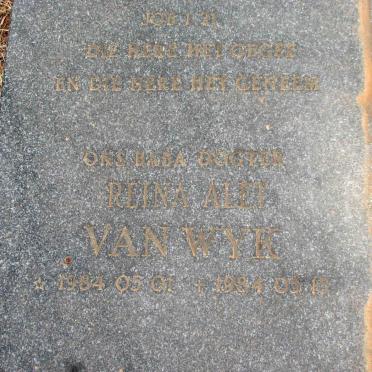 JOB 1 21
DIE HERE HET GEGEE
EN DIE HERE HET GENEEM
ONS BABA DOGTER
REINA ALET
VAN WYK
☆ 1984 05 01 + 1984 05